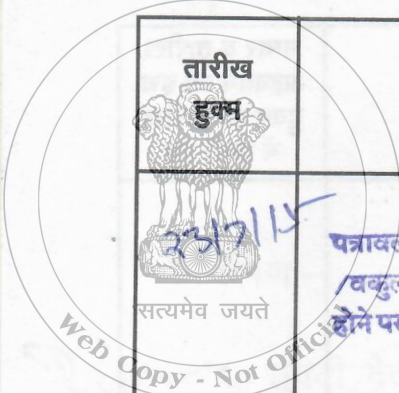 तारीख
हुक्म
23/7/15
पत्रावल
/वकुल
होने पर
सत्यमेव जयते
Web Copy - Not Official